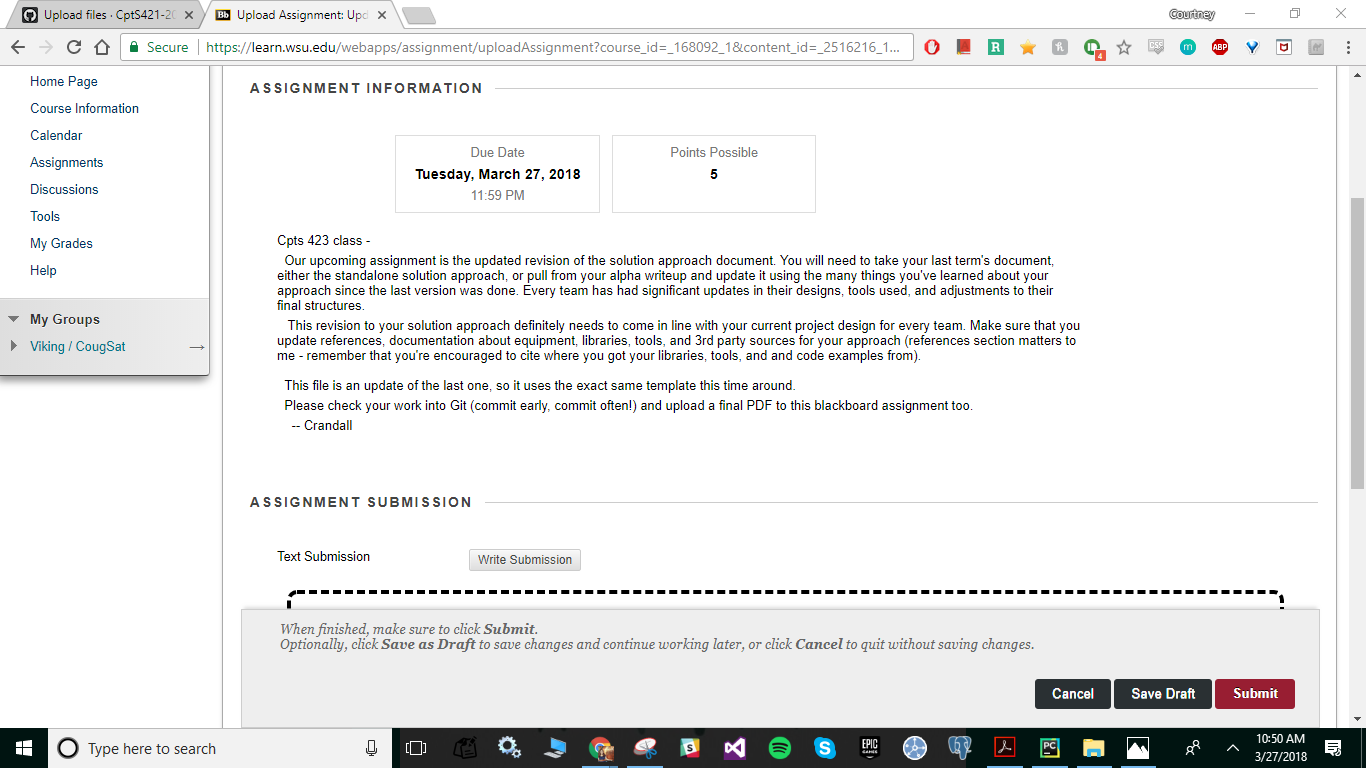 Upload files · CptS421-20
Upload Assignment: Upd
Courtney
Secure
https://learn.wsu.edu/webapps/assignment/uploadAssignment?course_id=_168092_1&content_id=_2516216_1...
4
ABP
Home Page
Course Information
Calendar
Assignments
Discussions
Tools
My Grades
Help
My Groups
Viking / CougSat
ASSIGNMENT INFORMATION
Due Date
Tuesday, March 27, 2018
11:59 PM
Points Possible
5
Cpts 423 class -
Our upcoming assignment is the updated revision of the solution approach document. You will need to take your last term's document,
either the standalone solution approach, or pull from your alpha writeup and update it using the many things you've learned about your
approach since the last version was done. Every team has had significant updates in their designs, tools used, and adjustments to their
final structures.
This revision to your solution approach definitely needs to come in line with your current project design for every team. Make sure that you
update references, documentation about equipment, libraries, tools, and 3rd party sources for your approach (references section matters to
me - remember that you're encouraged to cite where you got your libraries, tools, and and code examples from).
This file is an update of the last one, so it uses the exact same template this time around.
Please check your work into Git (commit early, commit often!) and upload a final PDF to this blackboard assignment too.
-- Crandall
ASSIGNMENT SUBMISSION
Text Submission
Write Submission
When finished, make sure to click Submit.
Optionally, click Save as Draft to save changes and continue working later, or click Cancel to quit without saving changes.
Cancel
Save Draft
Submit
Type here to search
EPIC
GAMES
PC
10:50 AM
3/27/2018